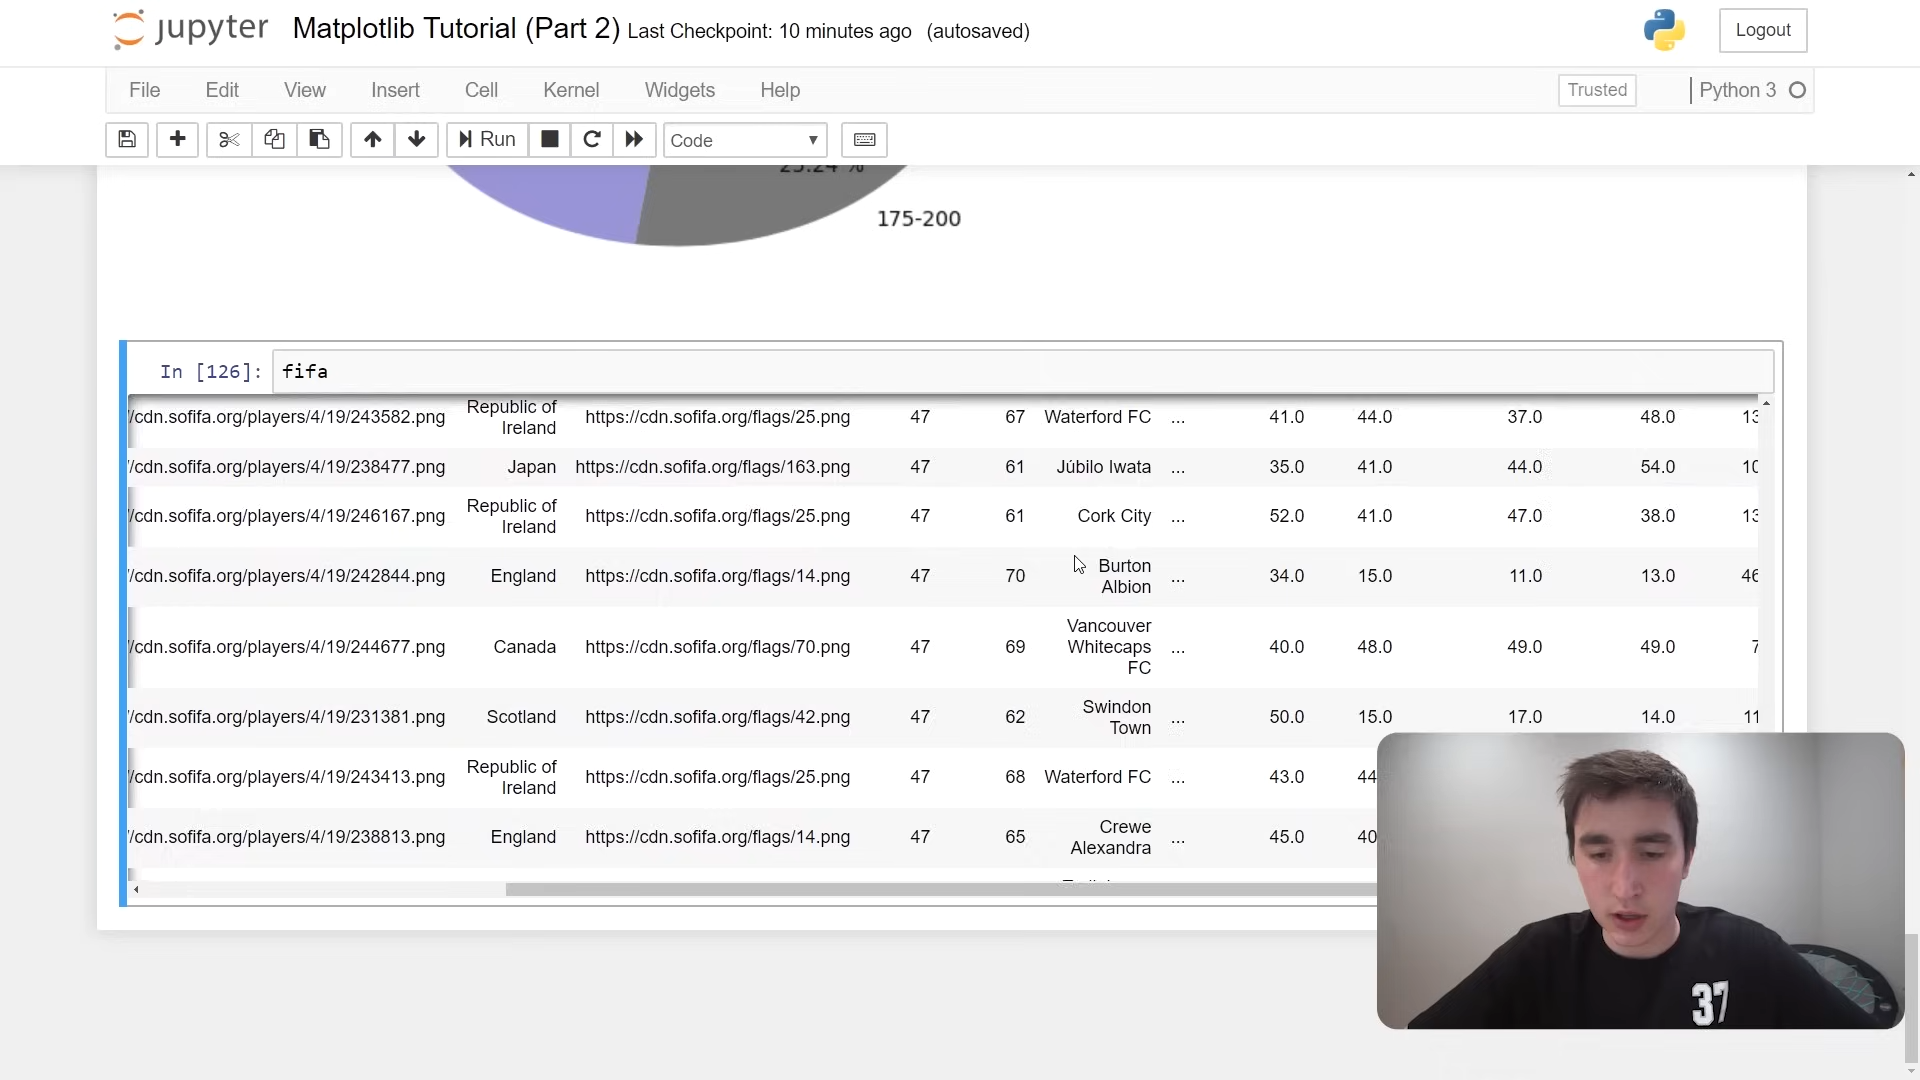 jupyter Matplotlib Tutorial (Part 2) Last Checkpoint: 10 minutes ago (autosaved) Logout
File Edit View Insert Cell Kernel Widgets Help Trusted Python 3
Run Code
175-200
In [126]: fifa
/cdn.sofifa.org/players/4/19/243582.png Republic of Ireland https://cdn.sofifa.org/flags/25.png 47 67 Waterford FC ... 41.0 44.0 37.0 48.0 13
/cdn.sofifa.org/players/4/19/238477.png Japan https://cdn.sofifa.org/flags/163.png 47 61 Júbilo Iwata ... 35.0 41.0 44.0 54.0 10
/cdn.sofifa.org/players/4/19/246167.png Republic of Ireland https://cdn.sofifa.org/flags/25.png 47 61 Cork City ... 52.0 41.0 47.0 38.0 13
/cdn.sofifa.org/players/4/19/242844.png England https://cdn.sofifa.org/flags/14.png 47 70 Burton Albion ... 34.0 15.0 11.0 13.0 46
/cdn.sofifa.org/players/4/19/244677.png Canada https://cdn.sofifa.org/flags/70.png 47 69 Vancouver Whitecaps FC ... 40.0 48.0 49.0 49.0 7
/cdn.sofifa.org/players/4/19/231381.png Scotland https://cdn.sofifa.org/flags/42.png 47 62 Swindon Town ... 50.0 15.0 17.0 14.0 11
/cdn.sofifa.org/players/4/19/243413.png Republic of Ireland https://cdn.sofifa.org/flags/25.png 47 68 Waterford FC ... 43.0 44
/cdn.sofifa.org/players/4/19/238813.png England https://cdn.sofifa.org/flags/14.png 47 65 Crewe Alexandra ... 45.0 40
37